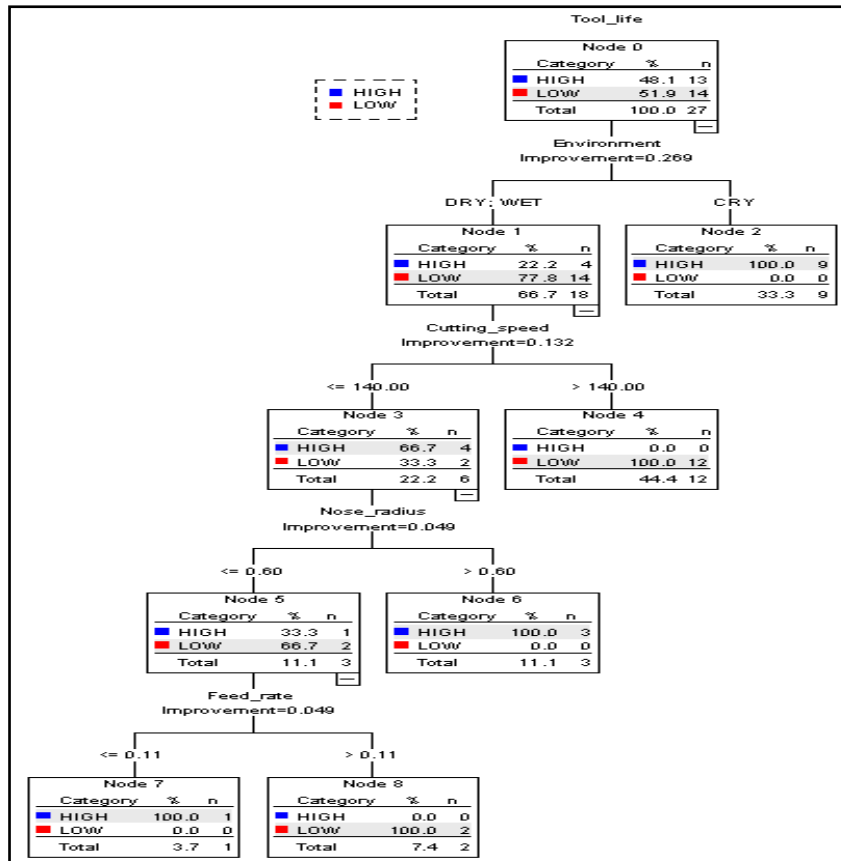 Tool_life
HIGH
LOW
Node 0
Category % n
HIGH 48.1 13
LOW 51.9 14
Total 100.0 27
Environment
Improvement=0.269
DRY; WET CRY
Node 1
Category % n
HIGH 22.2 4
LOW 77.8 14
Total 66.7 18
Node 2
Category % n
HIGH 100.0 9
LOW 0.0 0
Total 33.3 9
Cutting_speed
Improvement=0.132
<= 140.00 > 140.00
Node 3
Category % n
HIGH 66.7 4
LOW 33.3 2
Total 22.2 6
Node 4
Category % n
HIGH 0.0 0
LOW 100.0 12
Total 44.4 12
Nose_radius
Improvement=0.049
<= 0.60 > 0.60
Node 5
Category % n
HIGH 33.3 1
LOW 66.7 2
Total 11.1 3
Node 6
Category % n
HIGH 100.0 3
LOW 0.0 0
Total 11.1 3
Feed_rate
Improvement=0.049
<= 0.11 > 0.11
Node 7
Category % n
HIGH 100.0 1
LOW 0.0 0
Total 3.7 1
Node 8
Category % n
HIGH 0.0 0
LOW 100.0 2
Total 7.4 2